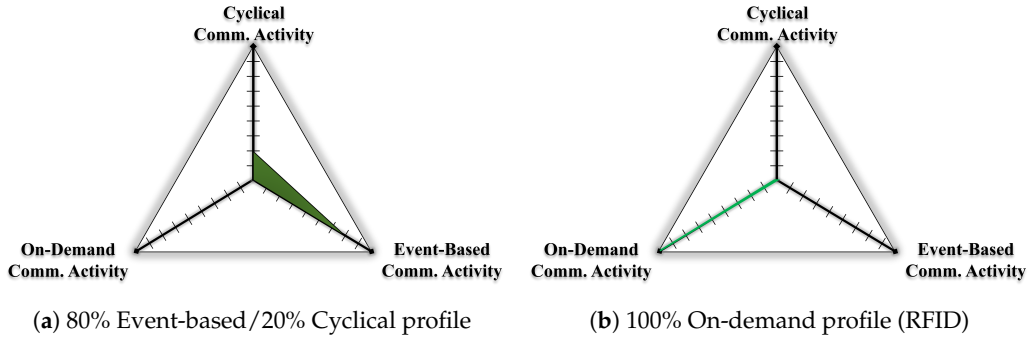 Cyclical
Comm. Activity
On-Demand
Comm. Activity
Event-Based
Comm. Activity
(a) 80% Event-based/20% Cyclical profile
Cyclical
Comm. Activity
On-Demand
Comm. Activity
Event-Based
Comm. Activity
(b) 100% On-demand profile (RFID)